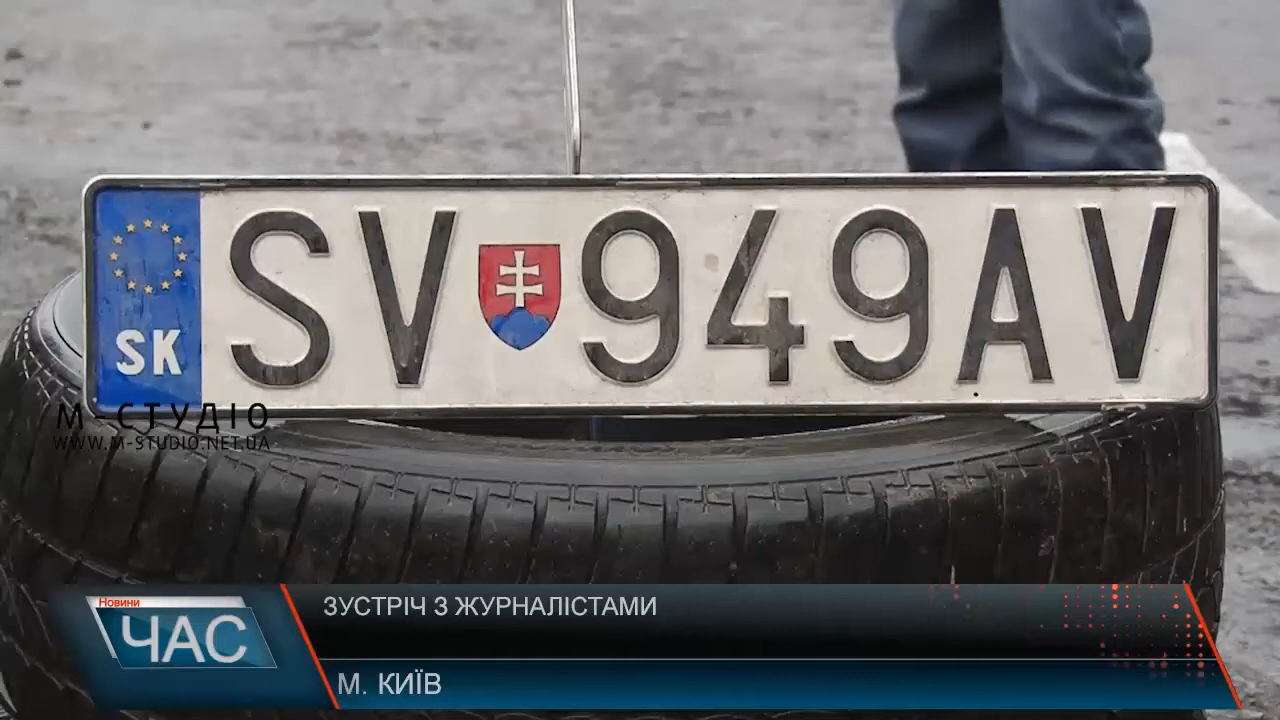 SV 949AV
SK
М-СТУДІО
WWW.M-STUDIO.NET.UA
Новини
ЧАС
ЗУСТРІЧ З ЖУРНАЛІСТАМИ
М. КИЇВ